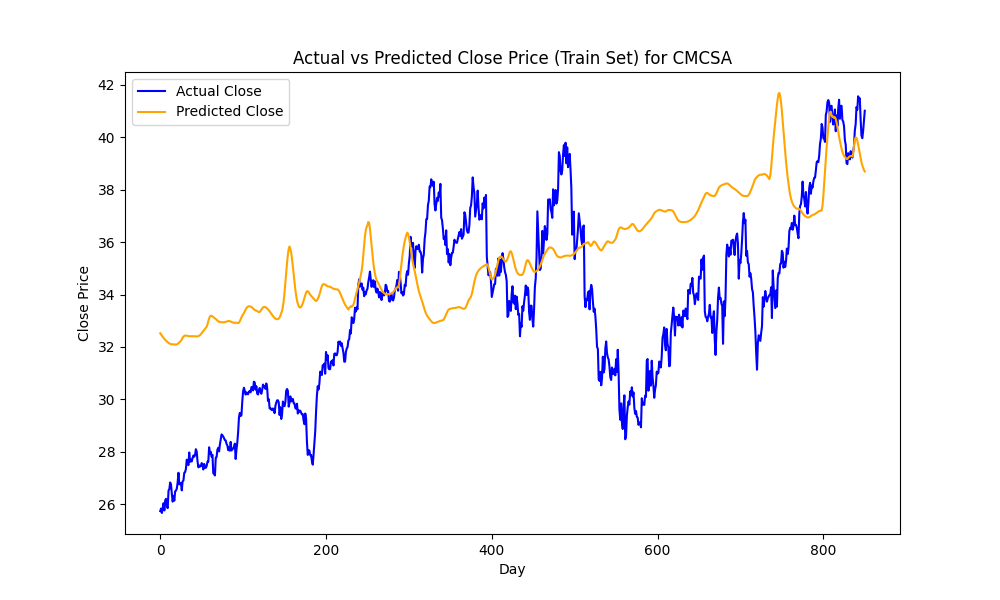 Actual vs Predicted Close Price (Train Set) for CMCSA
Actual Close
Predicted Close
Close Price
42
40
38
36
34
32
30
28
26
0 200 400 600 800
Day